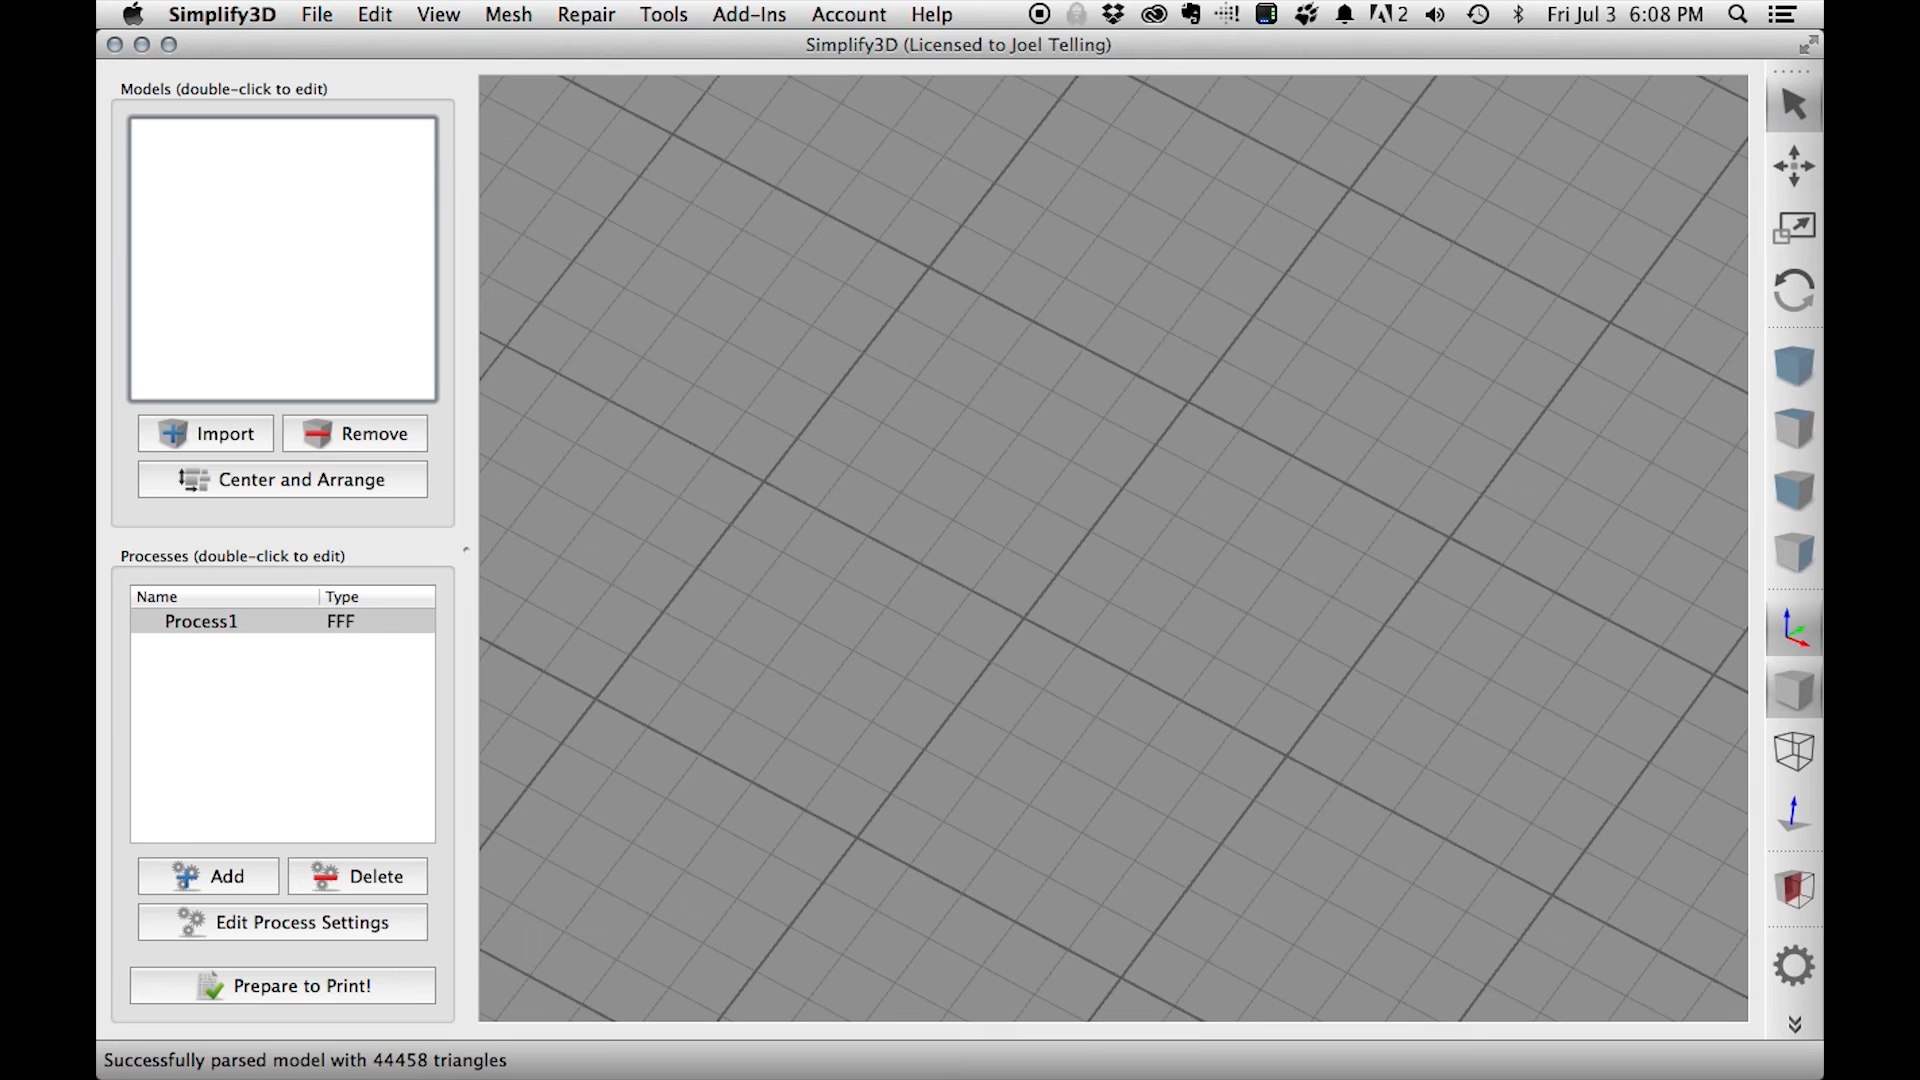 Simplify3D File Edit View Mesh Repair Tools Add-Ins Account Help 2 Fri Jul 3 6:08 PM
Simplify3D (Licensed to Joel Telling)
Models (double-click to edit)
Import Remove
Center and Arrange
Processes (double-click to edit)
Name Type
Process1 FFF
Add Delete
Edit Process Settings
Prepare to Print!
Successfully parsed model with 44458 triangles